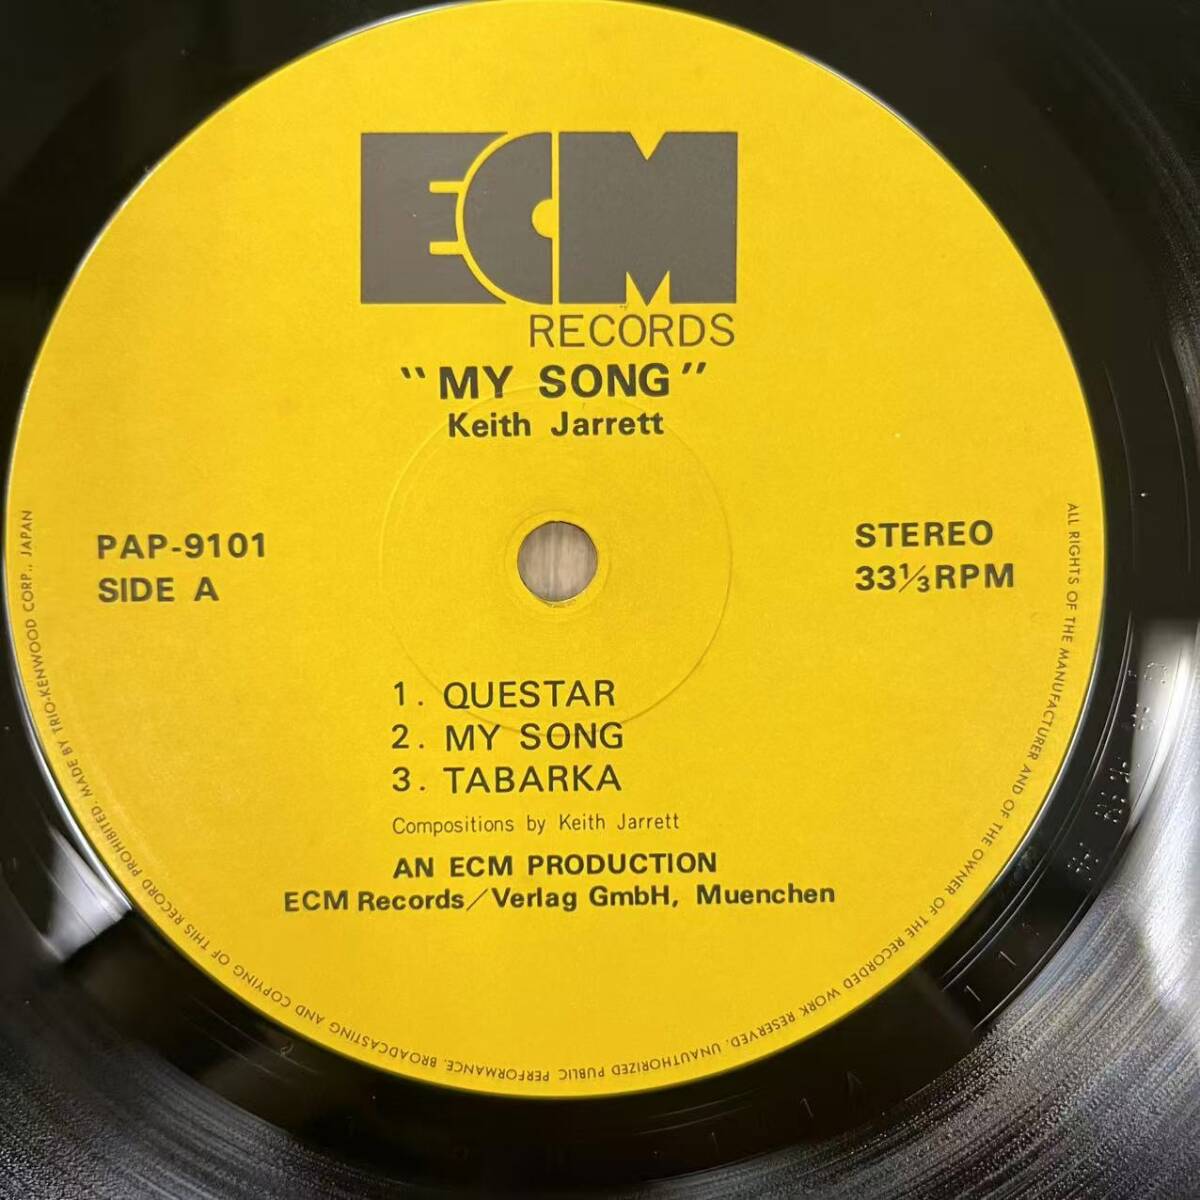 ECM
RECORDS
"MY SONG"
Keith Jarrett
PAP-9101
SIDE A
STEREO
33⅓RPM
1. QUESTAR
2. MY SONG
3. TABARKA
Compositions by Keith Jarrett
AN ECM PRODUCTION
ECM Records/Verlag GmbH, Muenchen
ALL RIGHTS OF THE MANUFACTURER AND OF THE OWNER OF THE RECORDED WORK RESERVED. UNAUTHORIZED PUBLIC PERFORMANCE, BROADCASTING AND COPYING OF THIS RECORD PROHIBITED. MADE BY TRIO-KENWOOD CORP., JAPAN